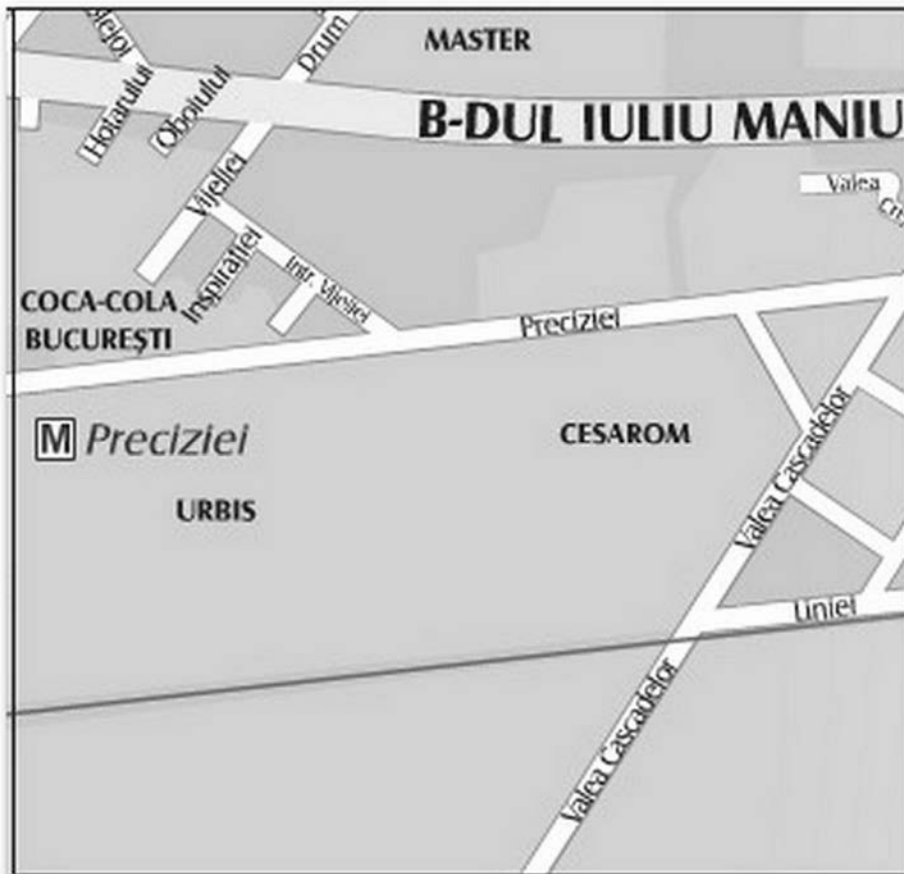 Drum
MASTER
Hotarului
Oboiului
B-DUL IULIU MANIU
Vijeliei
Valea
Inspirației
Intr. Vijeliei
COCA-COLA
BUCUREȘTI
Preciziei
M Preciziei
CESAROM
Valea Cascadelor
URBIS
Liniei
Valea Cascadelor